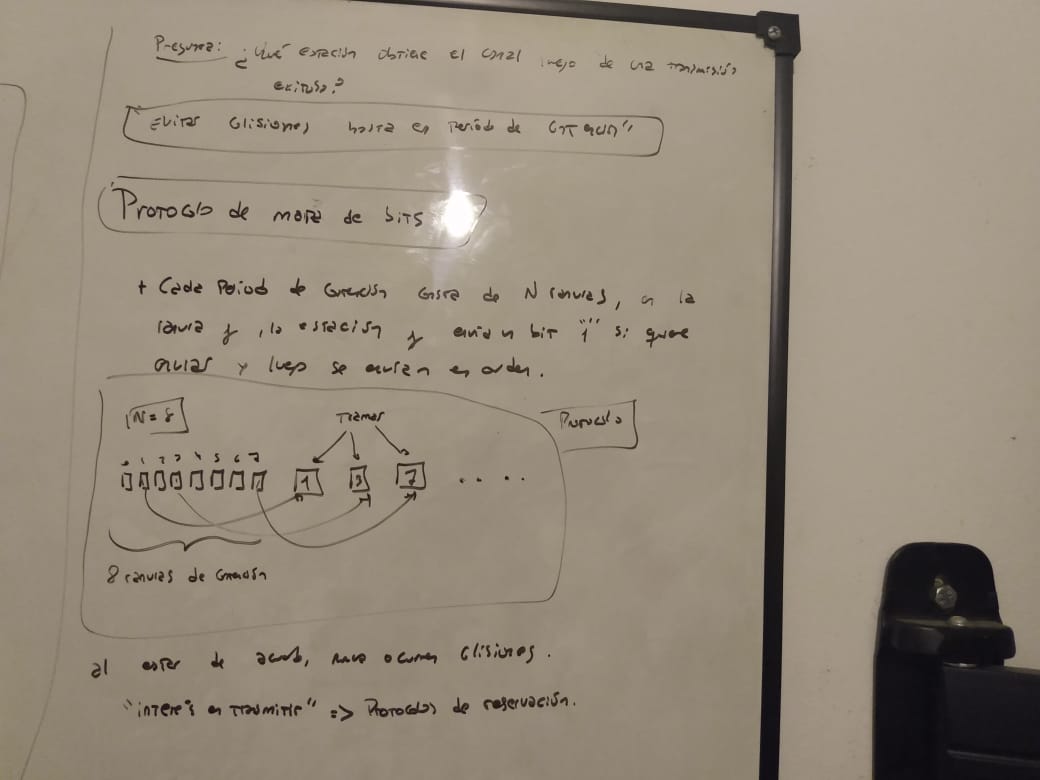 Pregunta: ¿Qué estación obtiene el canal luego de una transmisión
exitosa?
"Evitar colisiones hasta en período de contención"
Protocolo de mapa de bits
+ Cada Período de contención consta de N ranuras, en la
ranura j, la estación j envía un bit "1" si quiere
enviar y luego se envían en orden.
N = 8
Tramas
Protocolo
0 1 2 3 4 5 6 7
1 3 7 ....
8 ranuras de contención
al estar de acuerdo, nunca ocurren colisiones.
"interés en transmitir" => Protocolos de reservación.